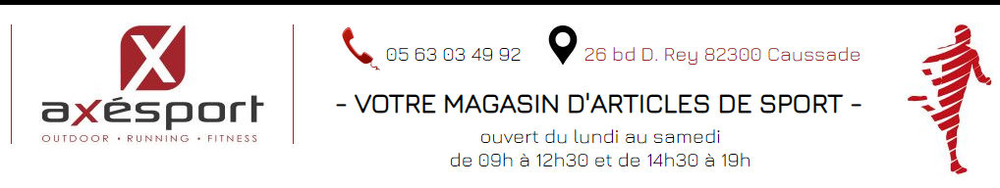 axésport
OUTDOOR • RUNNING • FITNESS
05 63 03 49 92
26 bd D. Rey 82300 Caussade
- VOTRE MAGASIN D'ARTICLES DE SPORT -
ouvert du lundi au samedi
de 09h à 12h30 et de 14h30 à 19h